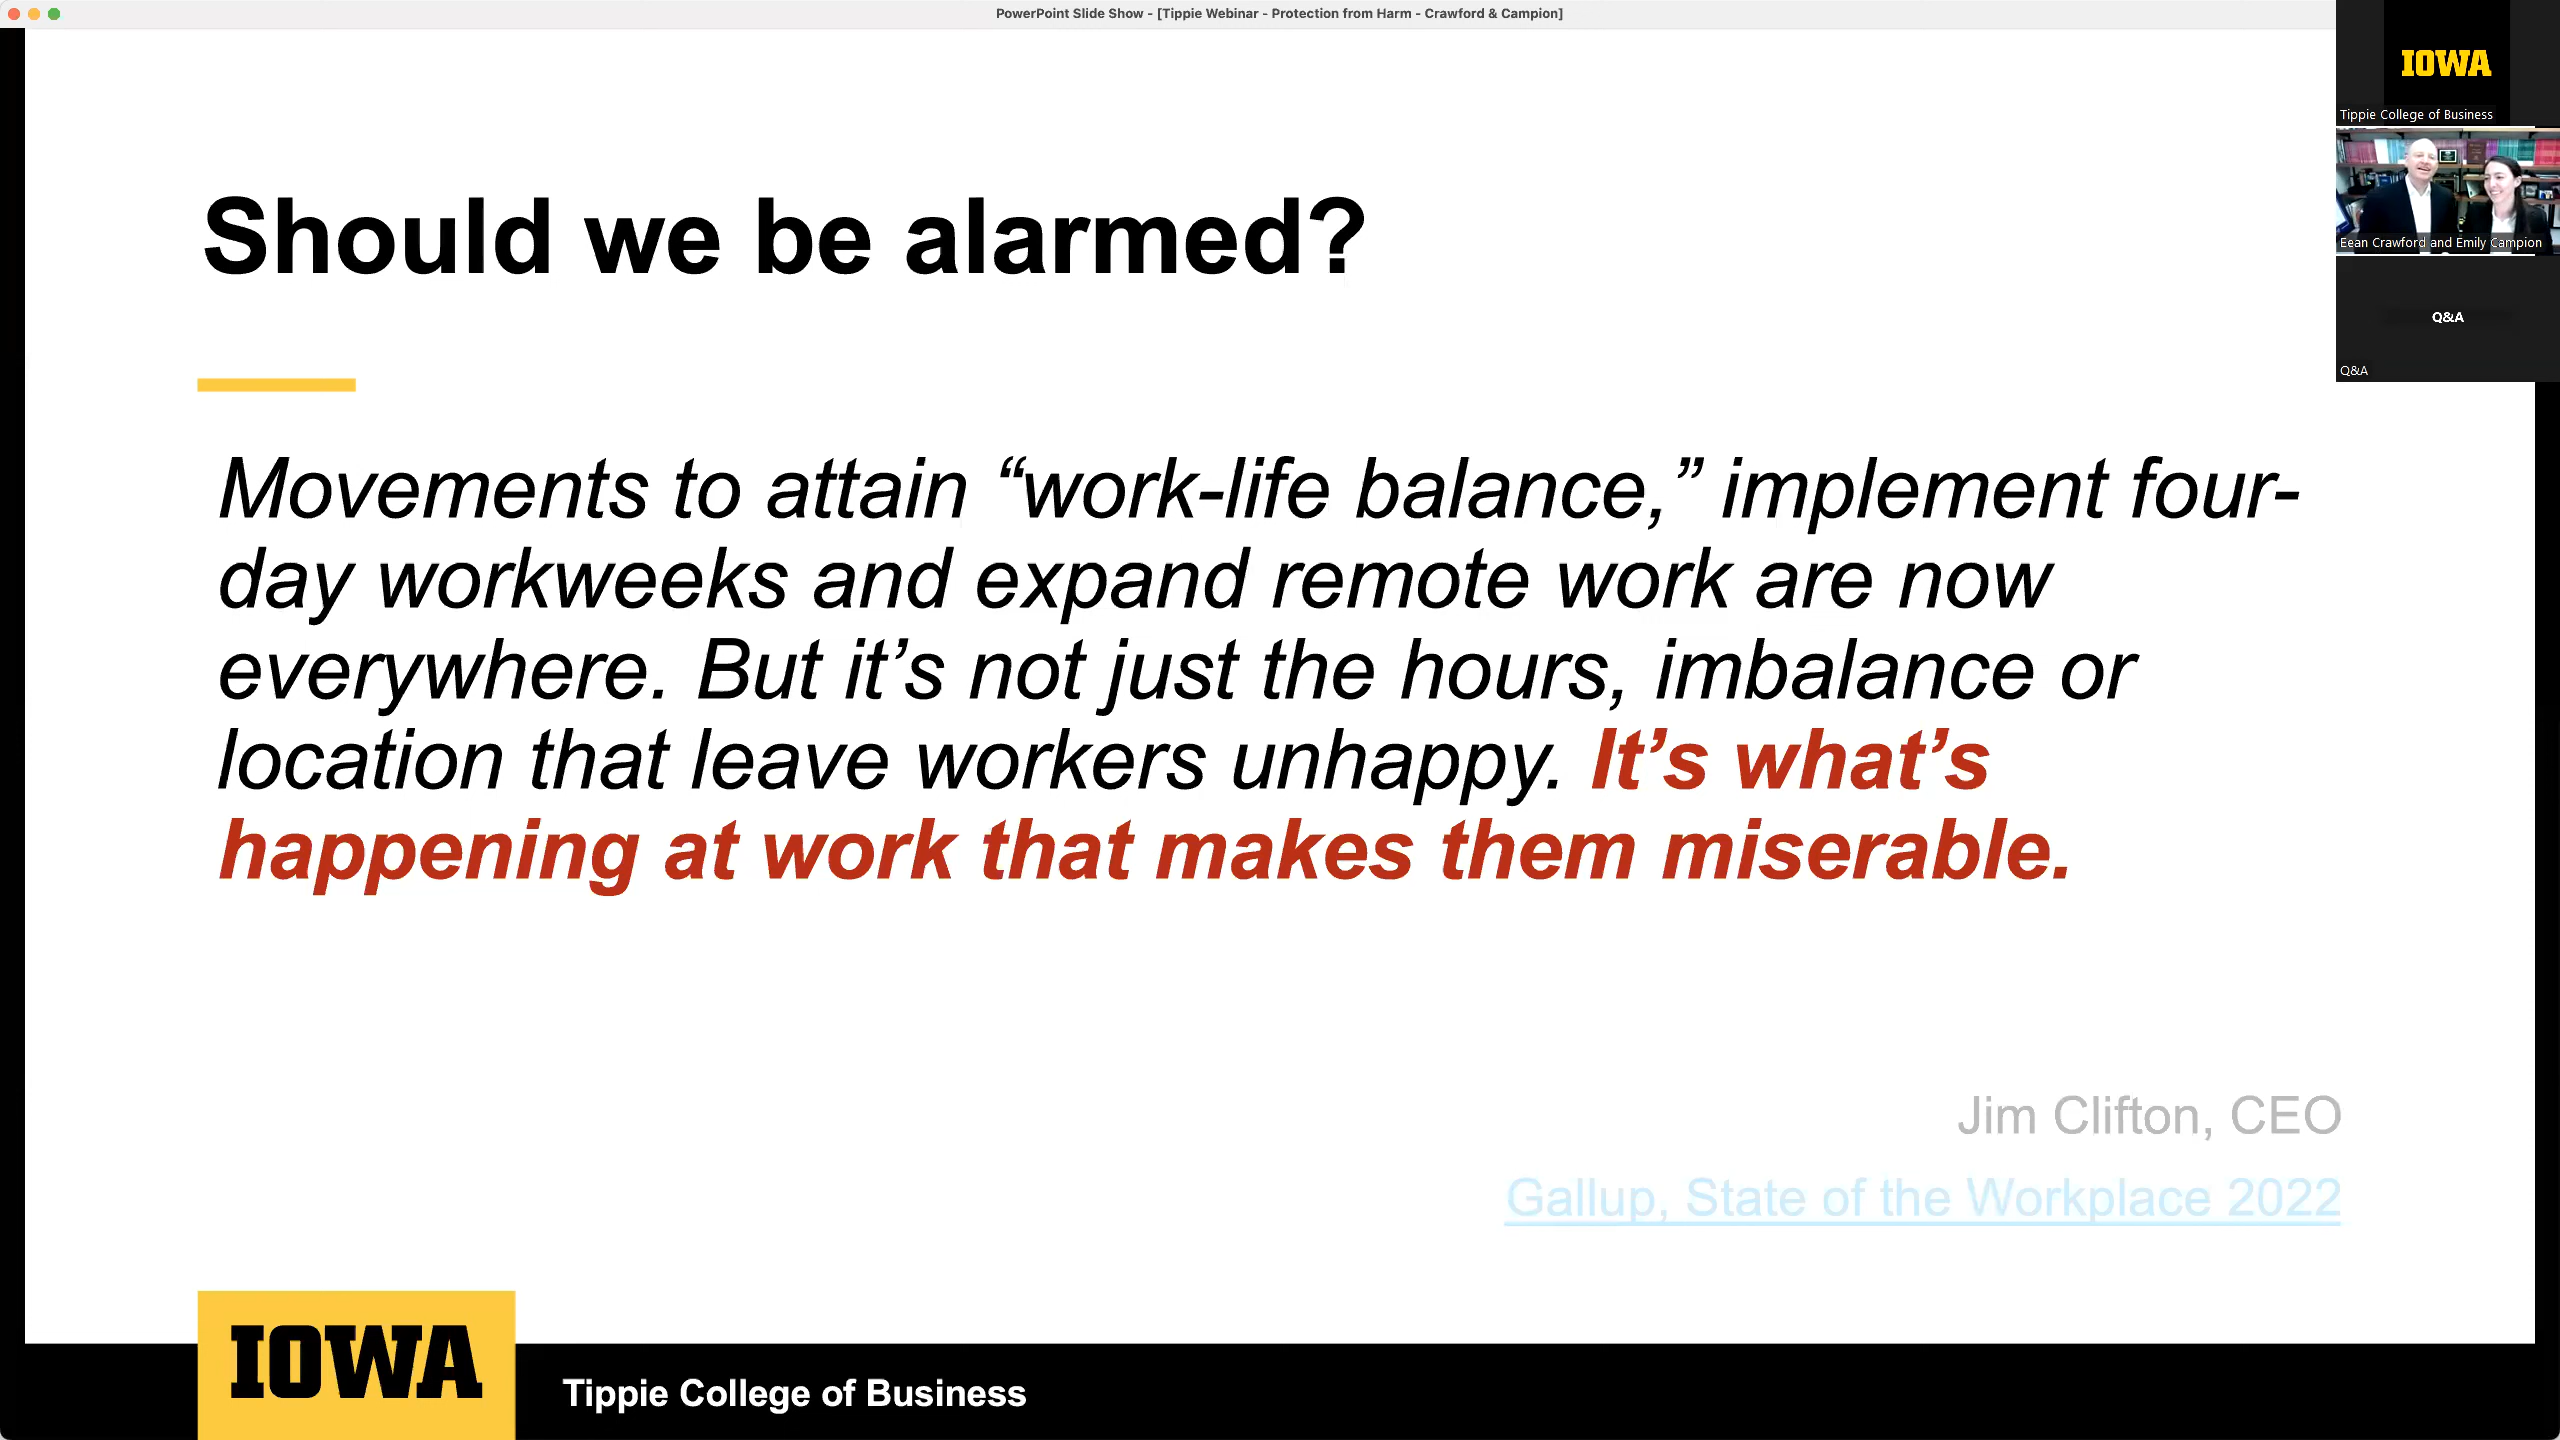 PowerPoint Slide Show - [Tippie Webinar - Protection from Harm - Crawford & Campion]
IOWA
Tippie College of Business
Eean Crawford and Emily Campion
Q&A
Q&A
Should we be alarmed?
Movements to attain “work-life balance,” implement four-
day workweeks and expand remote work are now
everywhere. But it’s not just the hours, imbalance or
location that leave workers unhappy. It’s what’s
happening at work that makes them miserable.
Jim Clifton, CEO
Gallup, State of the Workplace 2022
IOWA
Tippie College of Business